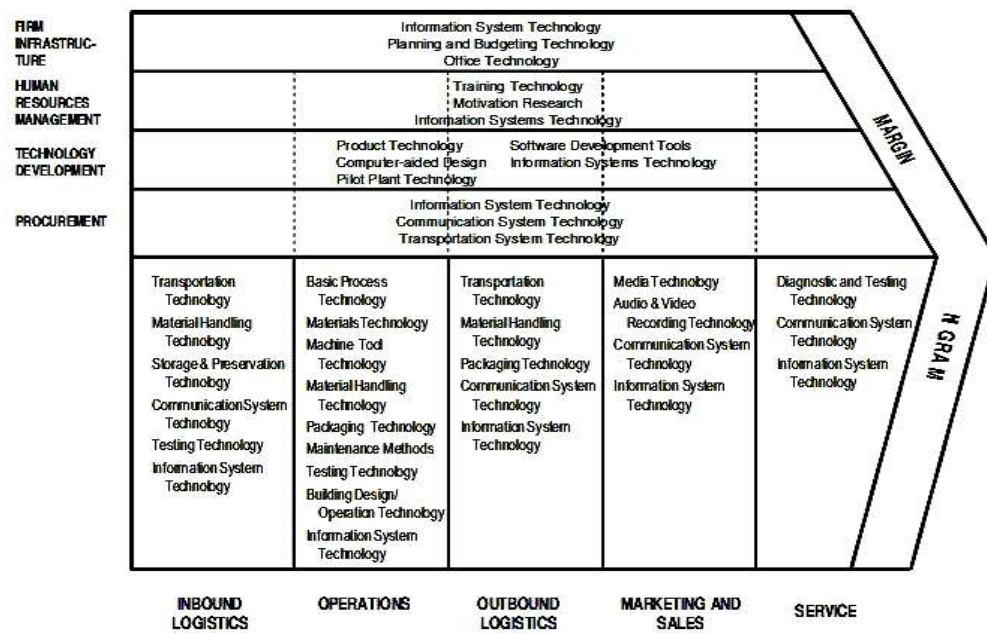 FIRM
INFRASTRUC-
TURE
Information System Technology
Planning and Budgeting Technology
Office Technology
HUMAN
RESOURCES
MANAGEMENT
Training Technology
Motivation Research
Information Systems Technology
TECHNOLOGY
DEVELOPMENT
Product Technology
Computer-aided Design
Pilot Plant Technology
Software Development Tools
Information Systems Technology
PROCUREMENT
Information System Technology
Communication System Technology
Transportation System Technology
MARGIN
N GRA M
Transportation
Technology
Material Handling
Technology
Storage & Preservation
Technology
Communication System
Technology
Testing Technology
Information System
Technology
Basic Process
Technology
Materials Technology
Machine Tool
Technology
Material Handling
Technology
Packaging Technology
Maintenance Methods
Testing Technology
Building Design/
Operation Technology
Information System
Technology
Transportation
Technology
Material Handling
Technology
Packaging Technology
Communication System
Technology
Information System
Technology
Media Technology
Audio & Video
Recording Technology
Communication System
Technology
Information System
Technology
Diagnostic and Testing
Technology
Communication System
Technology
Information System
Technology
INBOUND
LOGISTICS
OPERATIONS
OUTBOUND
LOGISTICS
MARKETING AND
SALES
SERVICE